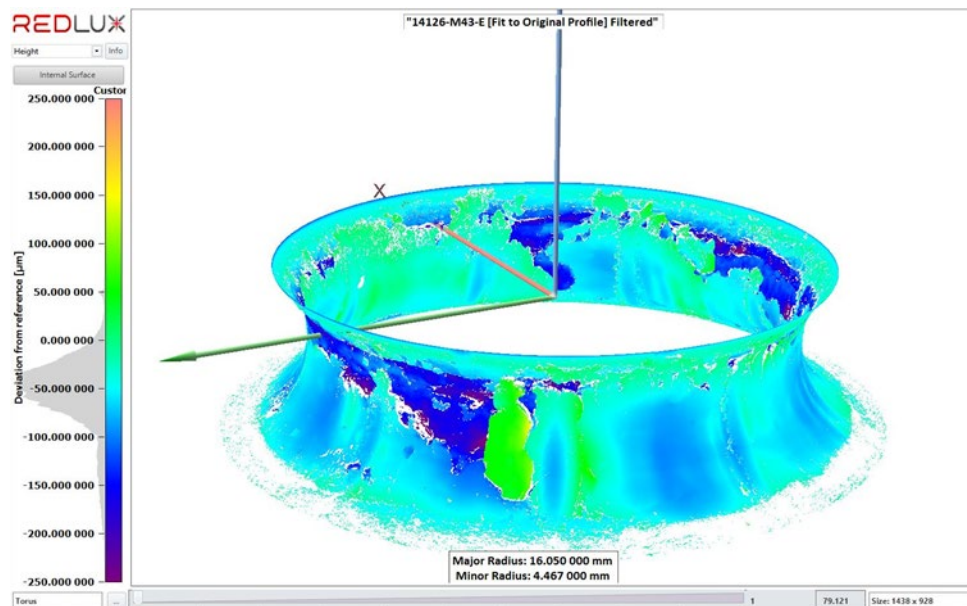 REDLUX
"14126-M43-E [Fit to Original Profile] Filtered"
Height
Info
Internal Surface
Custor
250.000 000
200.000 000
150.000 000
100.000 000
50.000 000
0.000 000
-50.000 000
-100.000 000
-150.000 000
-200.000 000
-250.000 000
Deviation from reference [µm]
X
Major Radius: 16.050 000 mm
Minor Radius: 4.467 000 mm
Torus
...
1
79.121
Size: 1438 x 928